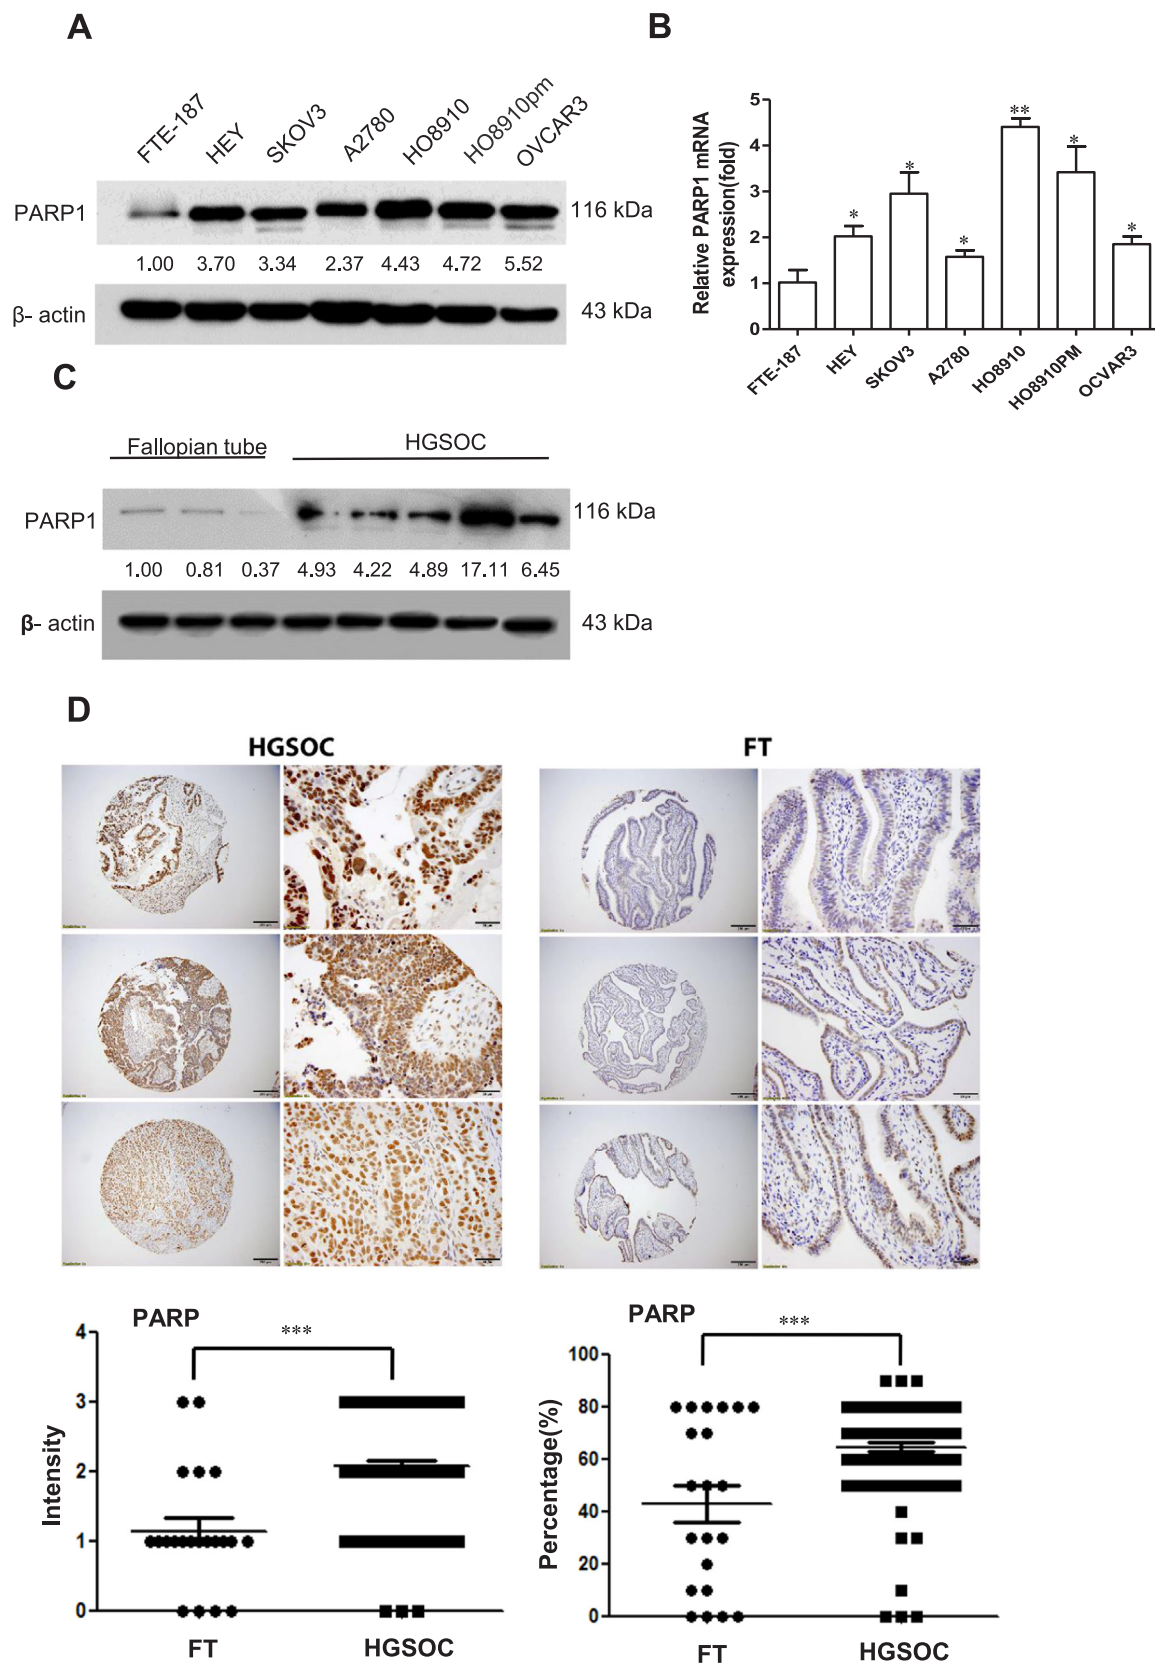 A
FTE-187 HEY SKOV3 A2780 HO8910 HO8910pm OVCAR3
PARP1 116 kDa
1.00 3.70 3.34 2.37 4.43 4.72 5.52
β- actin 43 kDa
B
Relative PARP1 mRNA
expression(fold)
5
4
3
2
1
0
* * * ** * *
FTE-187 HEY SKOV3 A2780 HO8910 HO8910PM OCVAR3
C
Fallopian tube HGSOC
PARP1 116 kDa
1.00 0.81 0.37 4.93 4.22 4.89 17.11 6.45
β- actin 43 kDa
D
HGSOC FT
PARP
***
Intensity
4
3
2
1
0
FT HGSOC
PARP
***
Percentage(%)
100
80
60
40
20
0
FT HGSOC